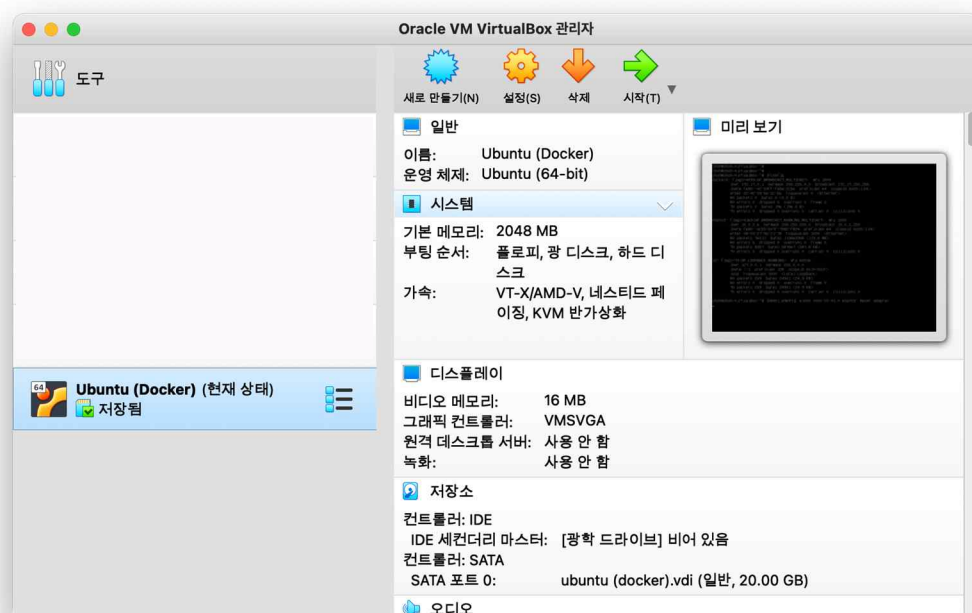 Oracle VM VirtualBox 관리자
도구
새로 만들기(N)
설정(S)
삭제
시작(T)
일반
이름: Ubuntu (Docker)
운영 체제: Ubuntu (64-bit)
시스템
기본 메모리: 2048 MB
부팅 순서: 플로피, 광 디스크, 하드 디
스크
가속: VT-X/AMD-V, 네스티드 페
이징, KVM 반가상화
미리 보기
64
Ubuntu (Docker) (현재 상태)
저장됨
디스플레이
비디오 메모리: 16 MB
그래픽 컨트롤러: VMSVGA
원격 데스크톱 서버: 사용 안 함
녹화: 사용 안 함
저장소
컨트롤러: IDE
IDE 세컨더리 마스터: [광학 드라이브] 비어 있음
컨트롤러: SATA
SATA 포트 0: ubuntu (docker).vdi (일반, 20.00 GB)
오디오